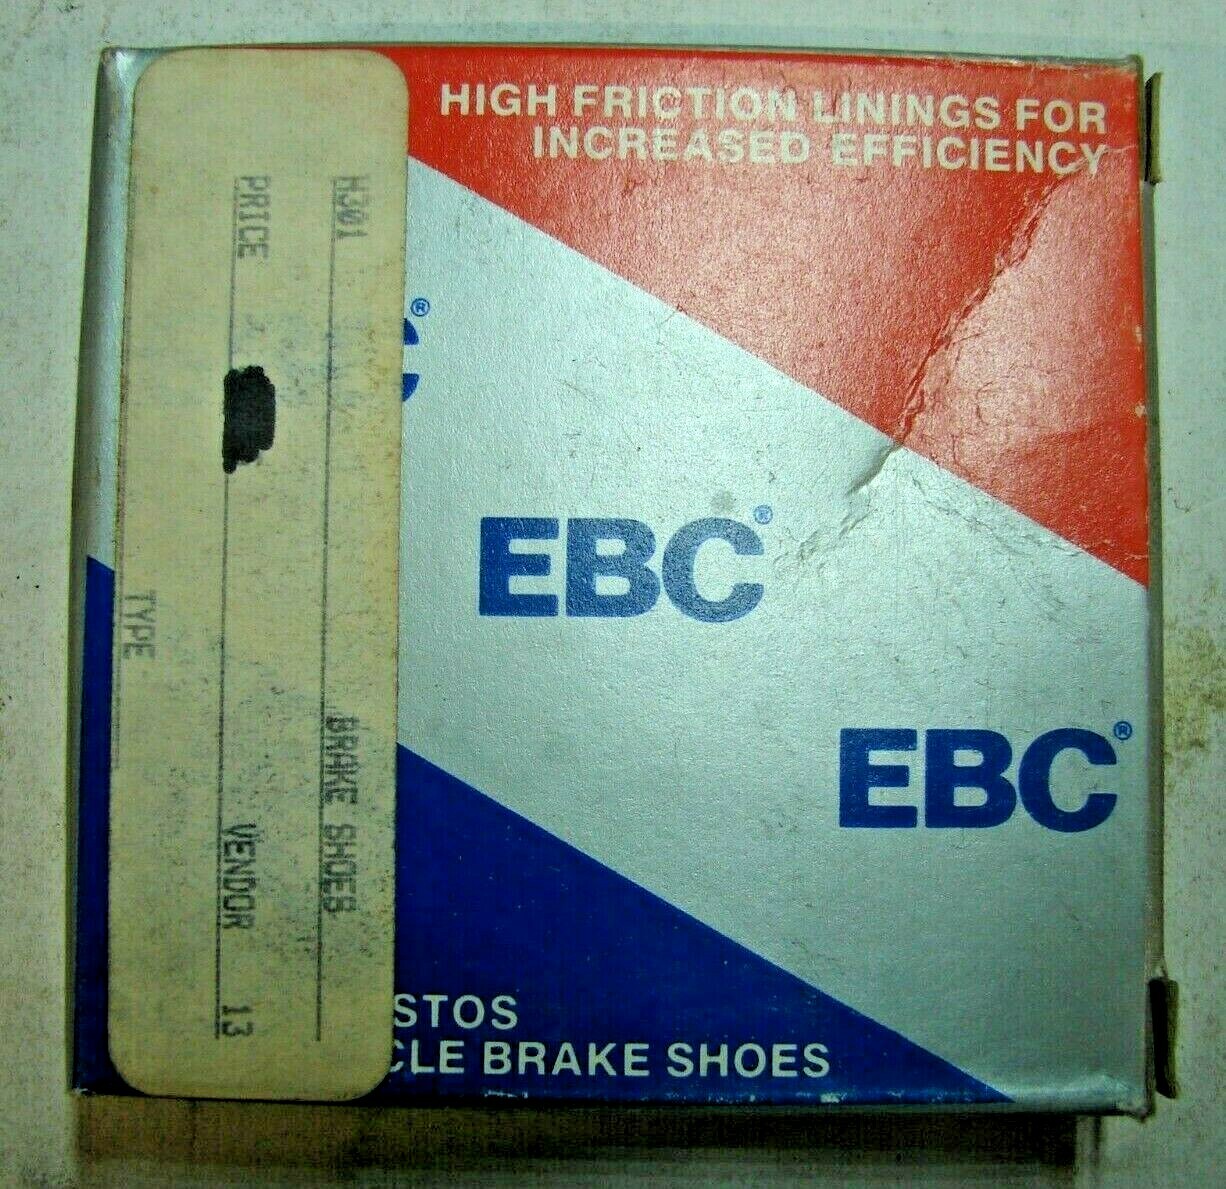 HIGH FRICTION LININGS FOR
INCREASED EFFICIENCY
C®
EBC®
EBC®
STOS
CLE BRAKE SHOES
H301 BRAKE SHOES
PRICE VENDOR 13
TYPE